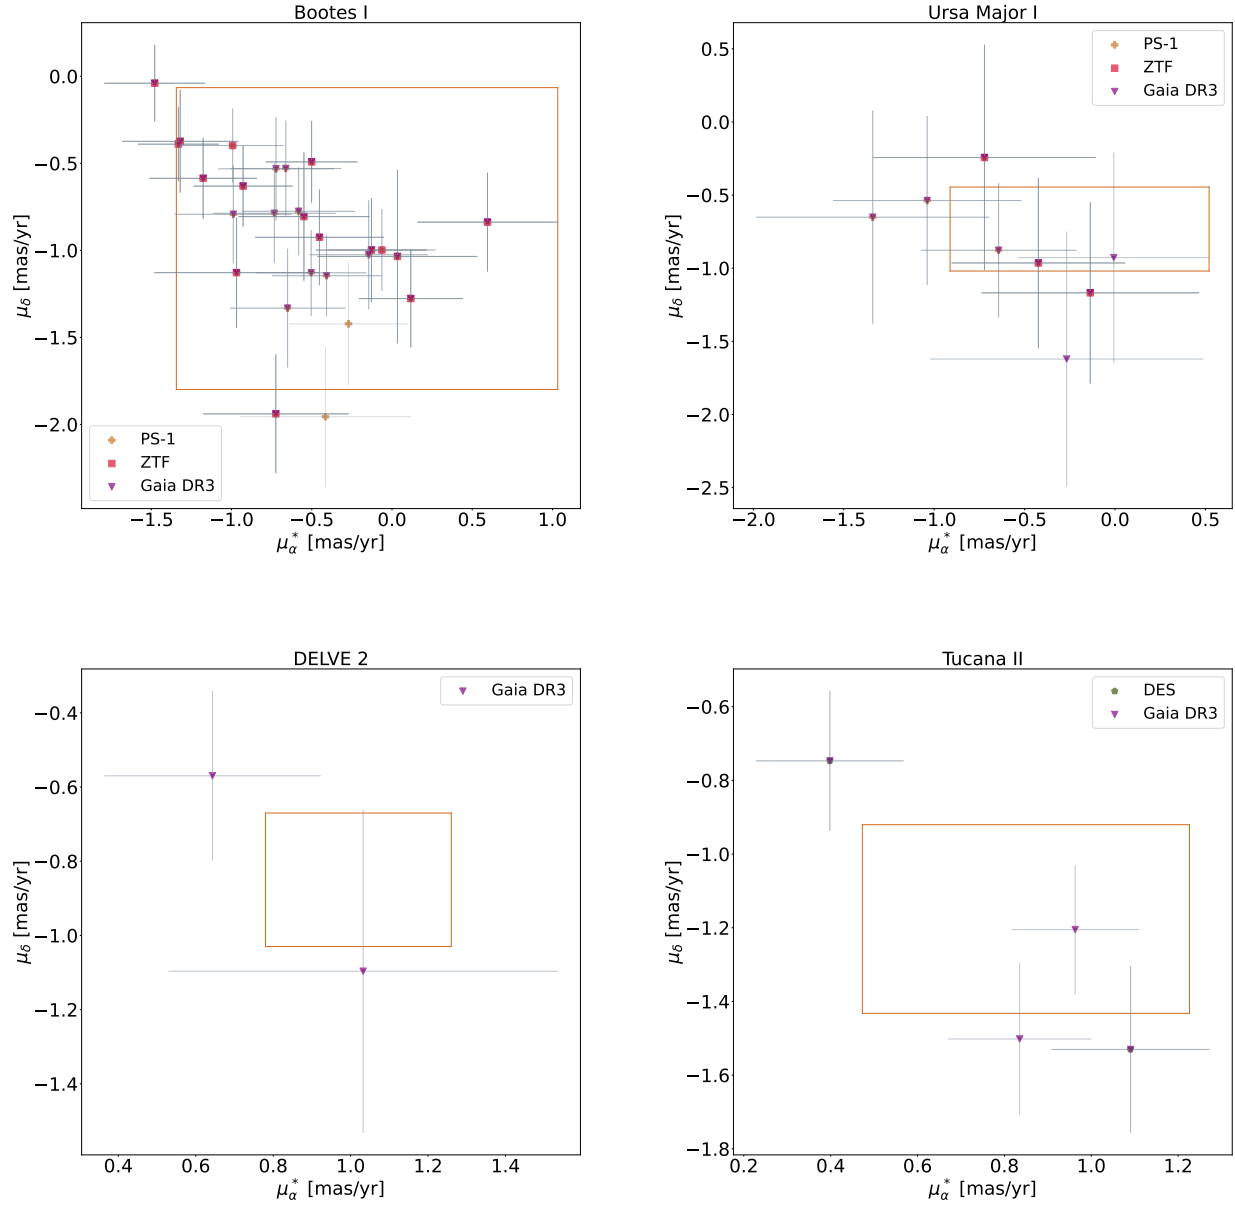 Bootes I
0.0
−0.5
−1.0
−1.5
−2.0
μδ [mas/yr]
PS-1
ZTF
Gaia DR3
−1.5 −1.0 −0.5 0.0 0.5 1.0
μ*α [mas/yr]
Ursa Major I
0.5
0.0
−0.5
−1.0
−1.5
−2.0
−2.5
μδ [mas/yr]
PS-1
ZTF
Gaia DR3
−2.0 −1.5 −1.0 −0.5 0.0 0.5
μ*α [mas/yr]
DELVE 2
−0.4
−0.6
−0.8
−1.0
−1.2
−1.4
μδ [mas/yr]
Gaia DR3
0.4 0.6 0.8 1.0 1.2 1.4
μ*α [mas/yr]
Tucana II
−0.6
−0.8
−1.0
−1.2
−1.4
−1.6
−1.8
μδ [mas/yr]
DES
Gaia DR3
0.2 0.4 0.6 0.8 1.0 1.2
μ*α [mas/yr]